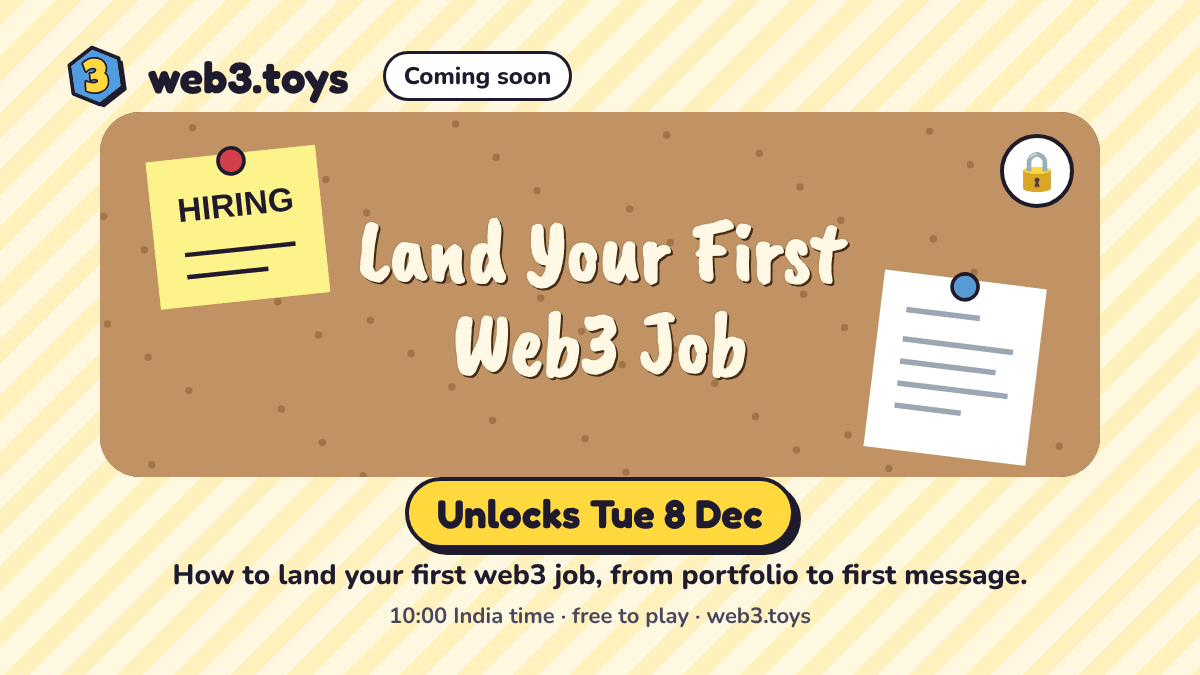 3 web3.toys Coming soon
HIRING
Land Your First
Web3 Job
Unlocks Tue 8 Dec
How to land your first web3 job, from portfolio to first message.
10:00 India time · free to play · web3.toys